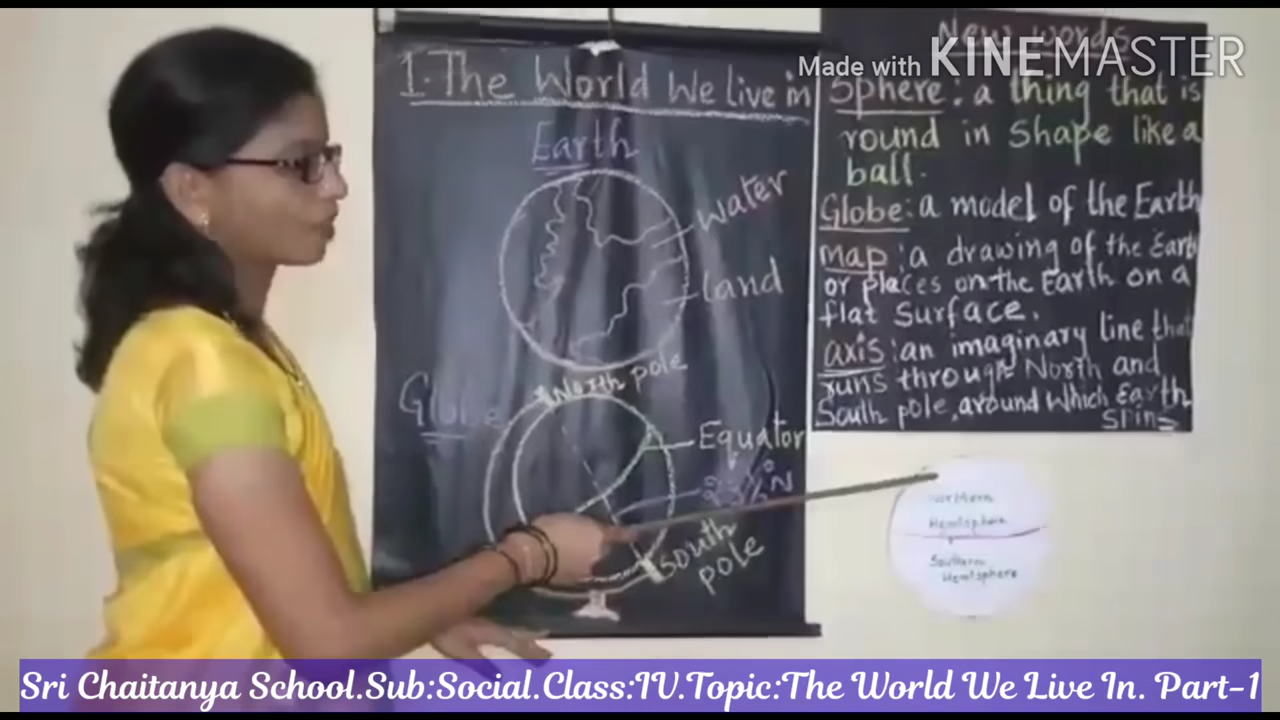 1. The World We live in
Earth
water
land
Globe
North pole
Equator
23½°N
South
pole
New words
Made with KINEMASTER
Sphere: a thing that is
round in Shape like a
ball.
Globe: a model of the Earth
map: a drawing of the Earth
or places on the Earth on a
flat Surface.
axis: an imaginary line that
runs through North and
South pole, around which Earth
Spins
Northern
Hemisphere
Southern
Hemisphere
Sri Chaitanya School.Sub:Social.Class:IV.Topic:The World We Live In. Part-1